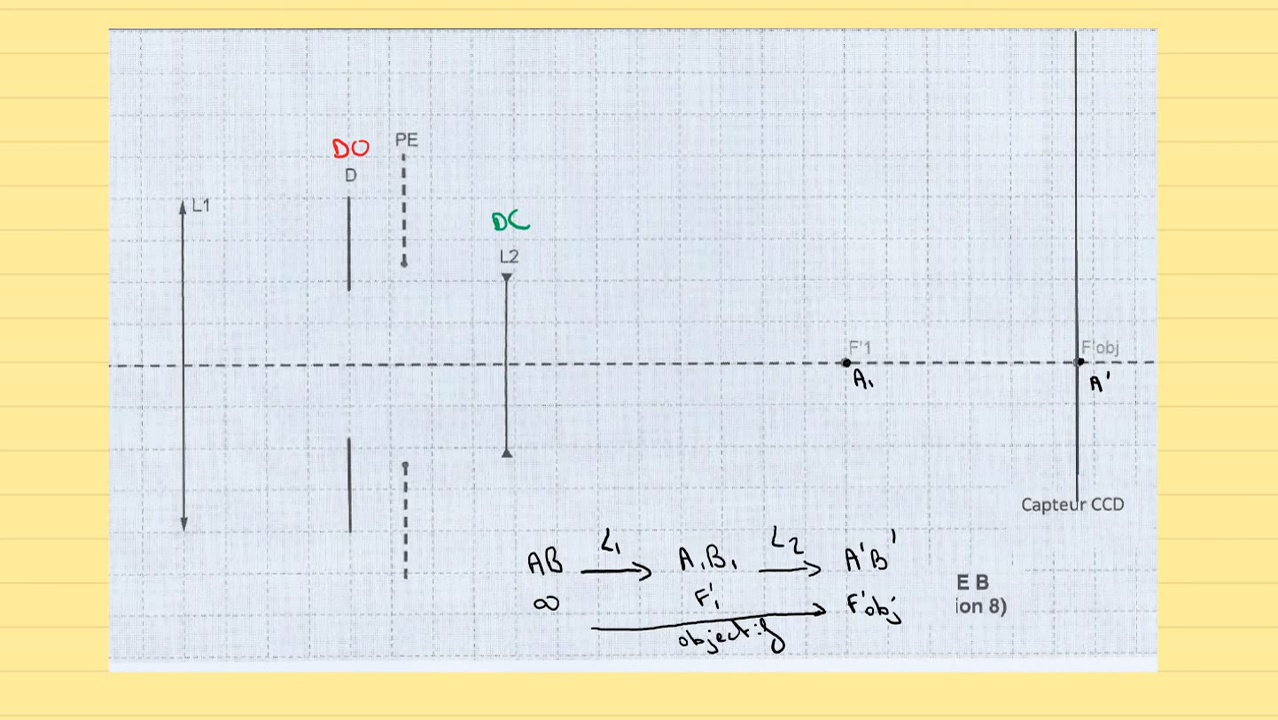 DO
PE
D
L1
DC
L2
F'1
F'obj
A₁
A'
Capteur CCD
AB L₁ A₁B₁ L₂ A'B'
∞ F'₁ F'obj
objectif
E B
ion 8)